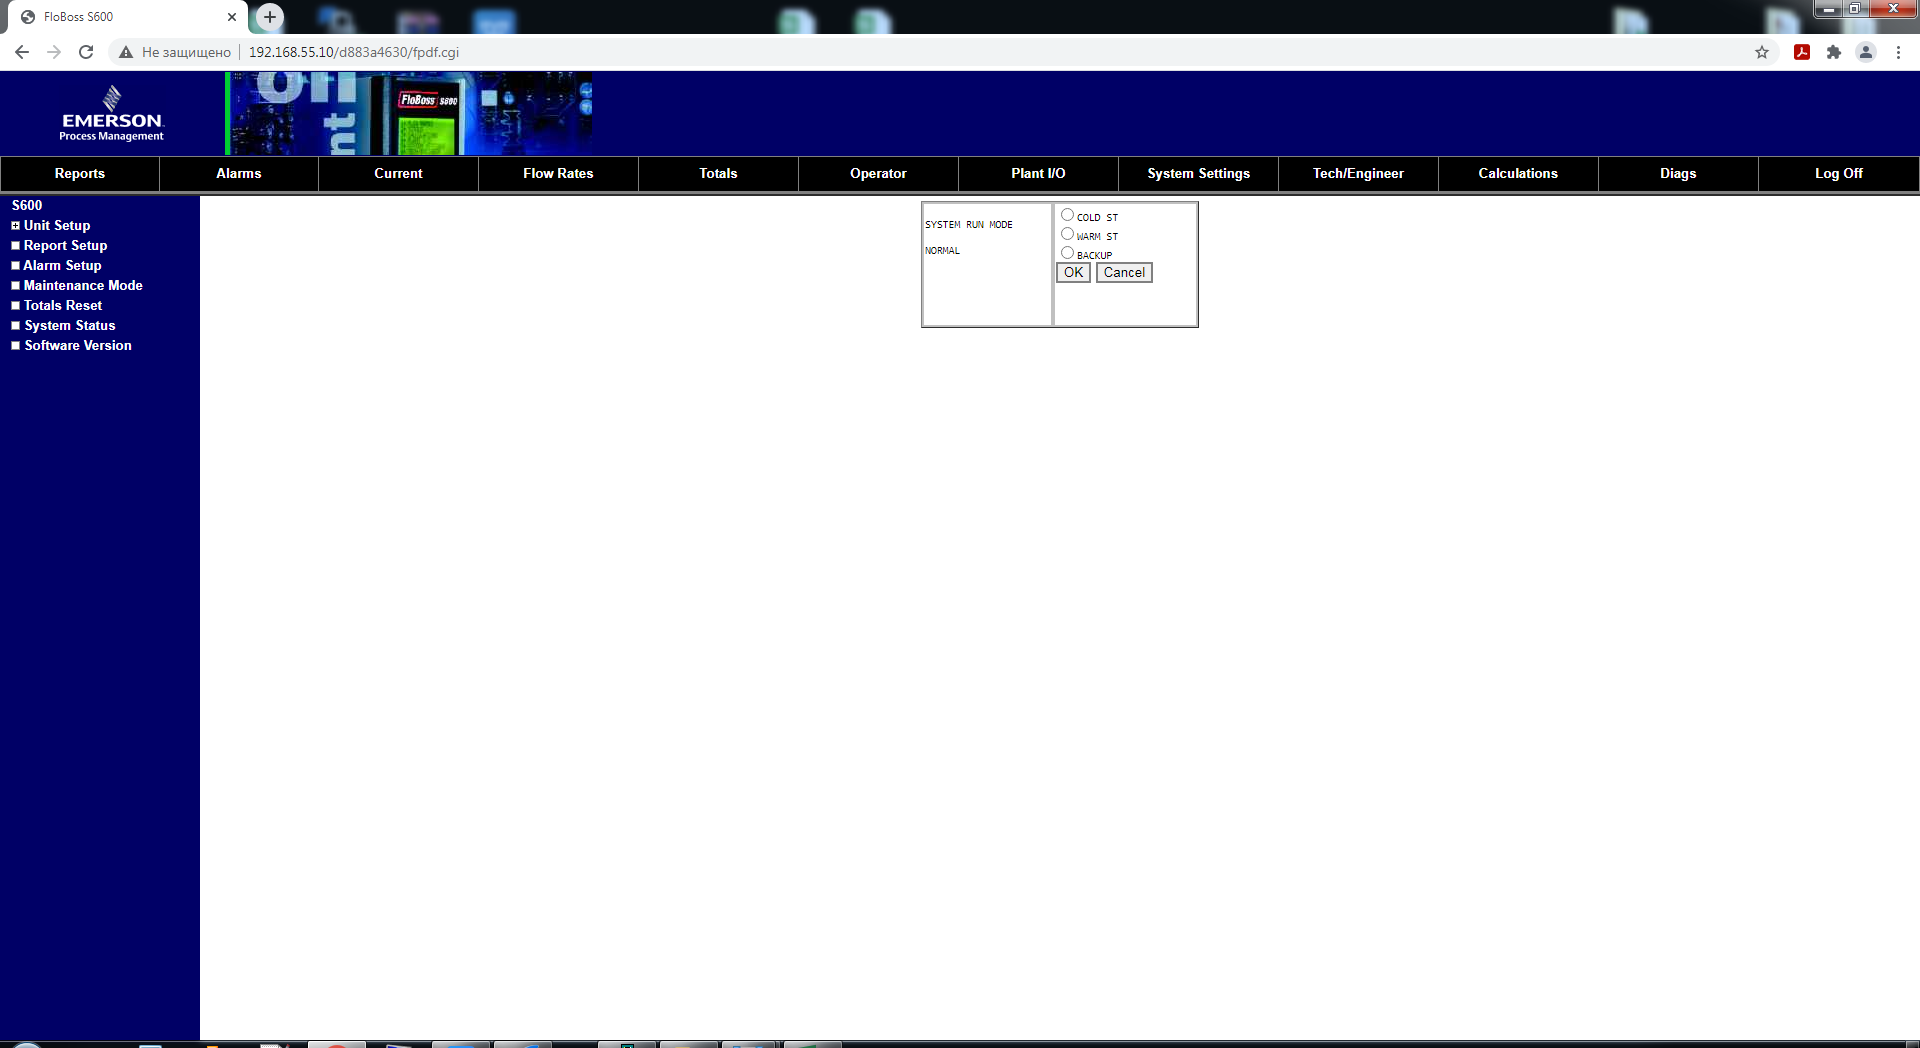 FloBoss S600
Не защищено
192.168.55.10/d883a4630/fpdf.cgi
EMERSON
Process Management
nt
FloBoss S600
Reports
Alarms
Current
Flow Rates
Totals
Operator
Plant I/O
System Settings
Tech/Engineer
Calculations
Diags
Log Off
S600
Unit Setup
Report Setup
Alarm Setup
Maintenance Mode
Totals Reset
System Status
Software Version
SYSTEM RUN MODE
NORMAL
COLD ST
WARM ST
BACKUP
OK
Cancel